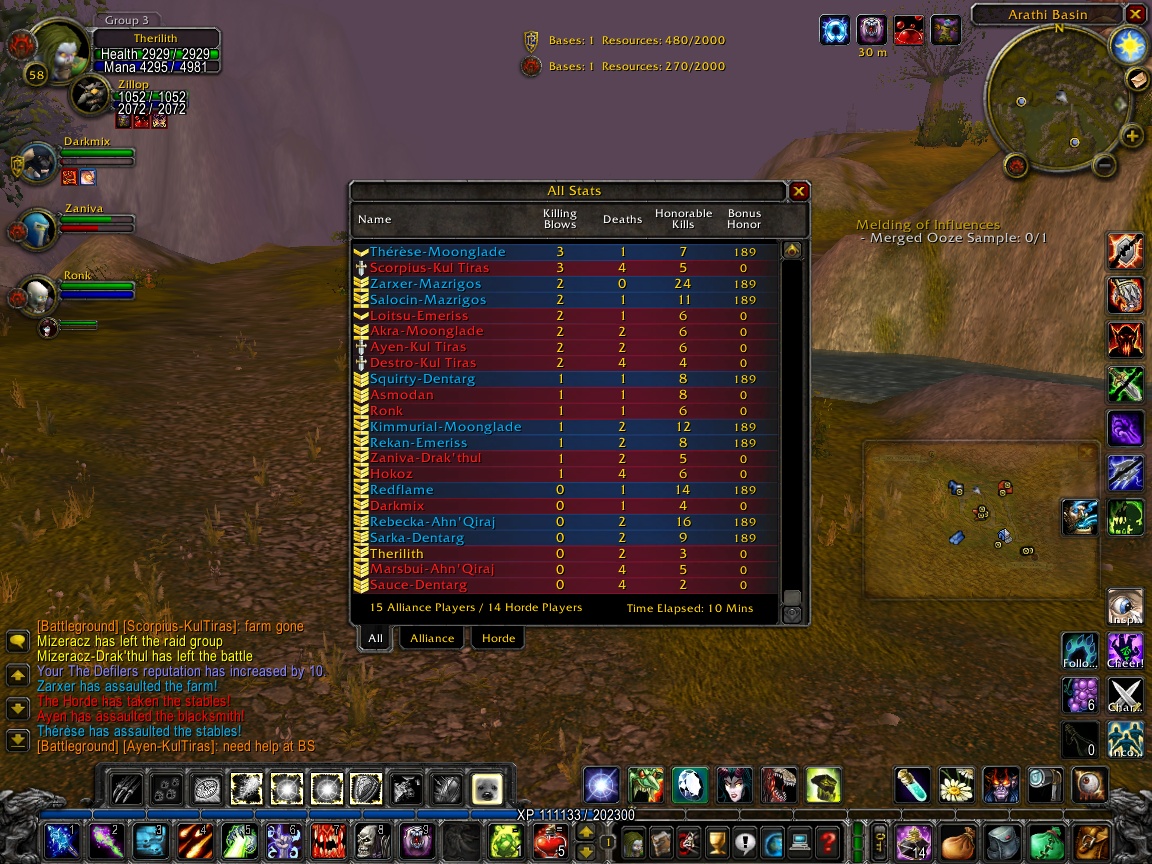 Group 3
Therilith
Health 2929 / 2929
Mana 4295 / 4981
58
Zillop
1052 / 1052
2072 / 2072
Darkmix
Zaniva
Ronk
Bases: 1 Resources: 480/2000
Bases: 1 Resources: 270/2000
30 m
Arathi Basin
N
Melding of Influences
- Merged Ooze Sample: 0/1
All Stats
Name Killing Blows Deaths Honorable Kills Bonus Honor
Thérèse-Moonglade 3 1 7 189
Scorpius-Kul Tiras 3 4 5 0
Zarxer-Mazrigos 2 0 24 189
Salocin-Mazrigos 2 1 11 189
Loitsu-Emeriss 2 1 6 0
Akra-Moonglade 2 2 6 0
Ayen-Kul Tiras 2 2 6 0
Destro-Kul Tiras 2 4 4 0
Squirty-Dentarg 1 1 8 189
Asmodan 1 1 8 0
Ronk 1 1 6 0
Kimmurial-Moonglade 1 2 12 189
Rekan-Emeriss 1 2 8 189
Zaniva-Drak'thul 1 2 5 0
Hokoz 1 4 6 0
Redflame 0 1 14 189
Darkmix 0 1 4 0
Rebecka-Ahn'Qiraj 0 2 16 189
Sarka-Dentarg 0 2 9 189
Therilith 0 2 3 0
Marsbui-Ahn'Qiraj 0 4 5 0
Sauce-Dentarg 0 4 2 0
15 Alliance Players / 14 Horde Players Time Elapsed: 10 Mins
All Alliance Horde
[Battleground] [Scorpius-KulTiras]: farm gone
Mizeracz has left the raid group
Mizeracz-Drak'thul has left the battle
Your The Defilers reputation has increased by 10.
Zarxer has assaulted the farm!
The Horde has taken the stables!
Ayen has assaulted the blacksmith!
Thérèse has assaulted the stables!
[Battleground] [Ayen-KulTiras]: need help at BS
Inspi...
Follo... Cheer!
6 Char...
0 Inco...
XP 111133 / 202300
1 2 3 4 5 6 7 8 9 5 1 14